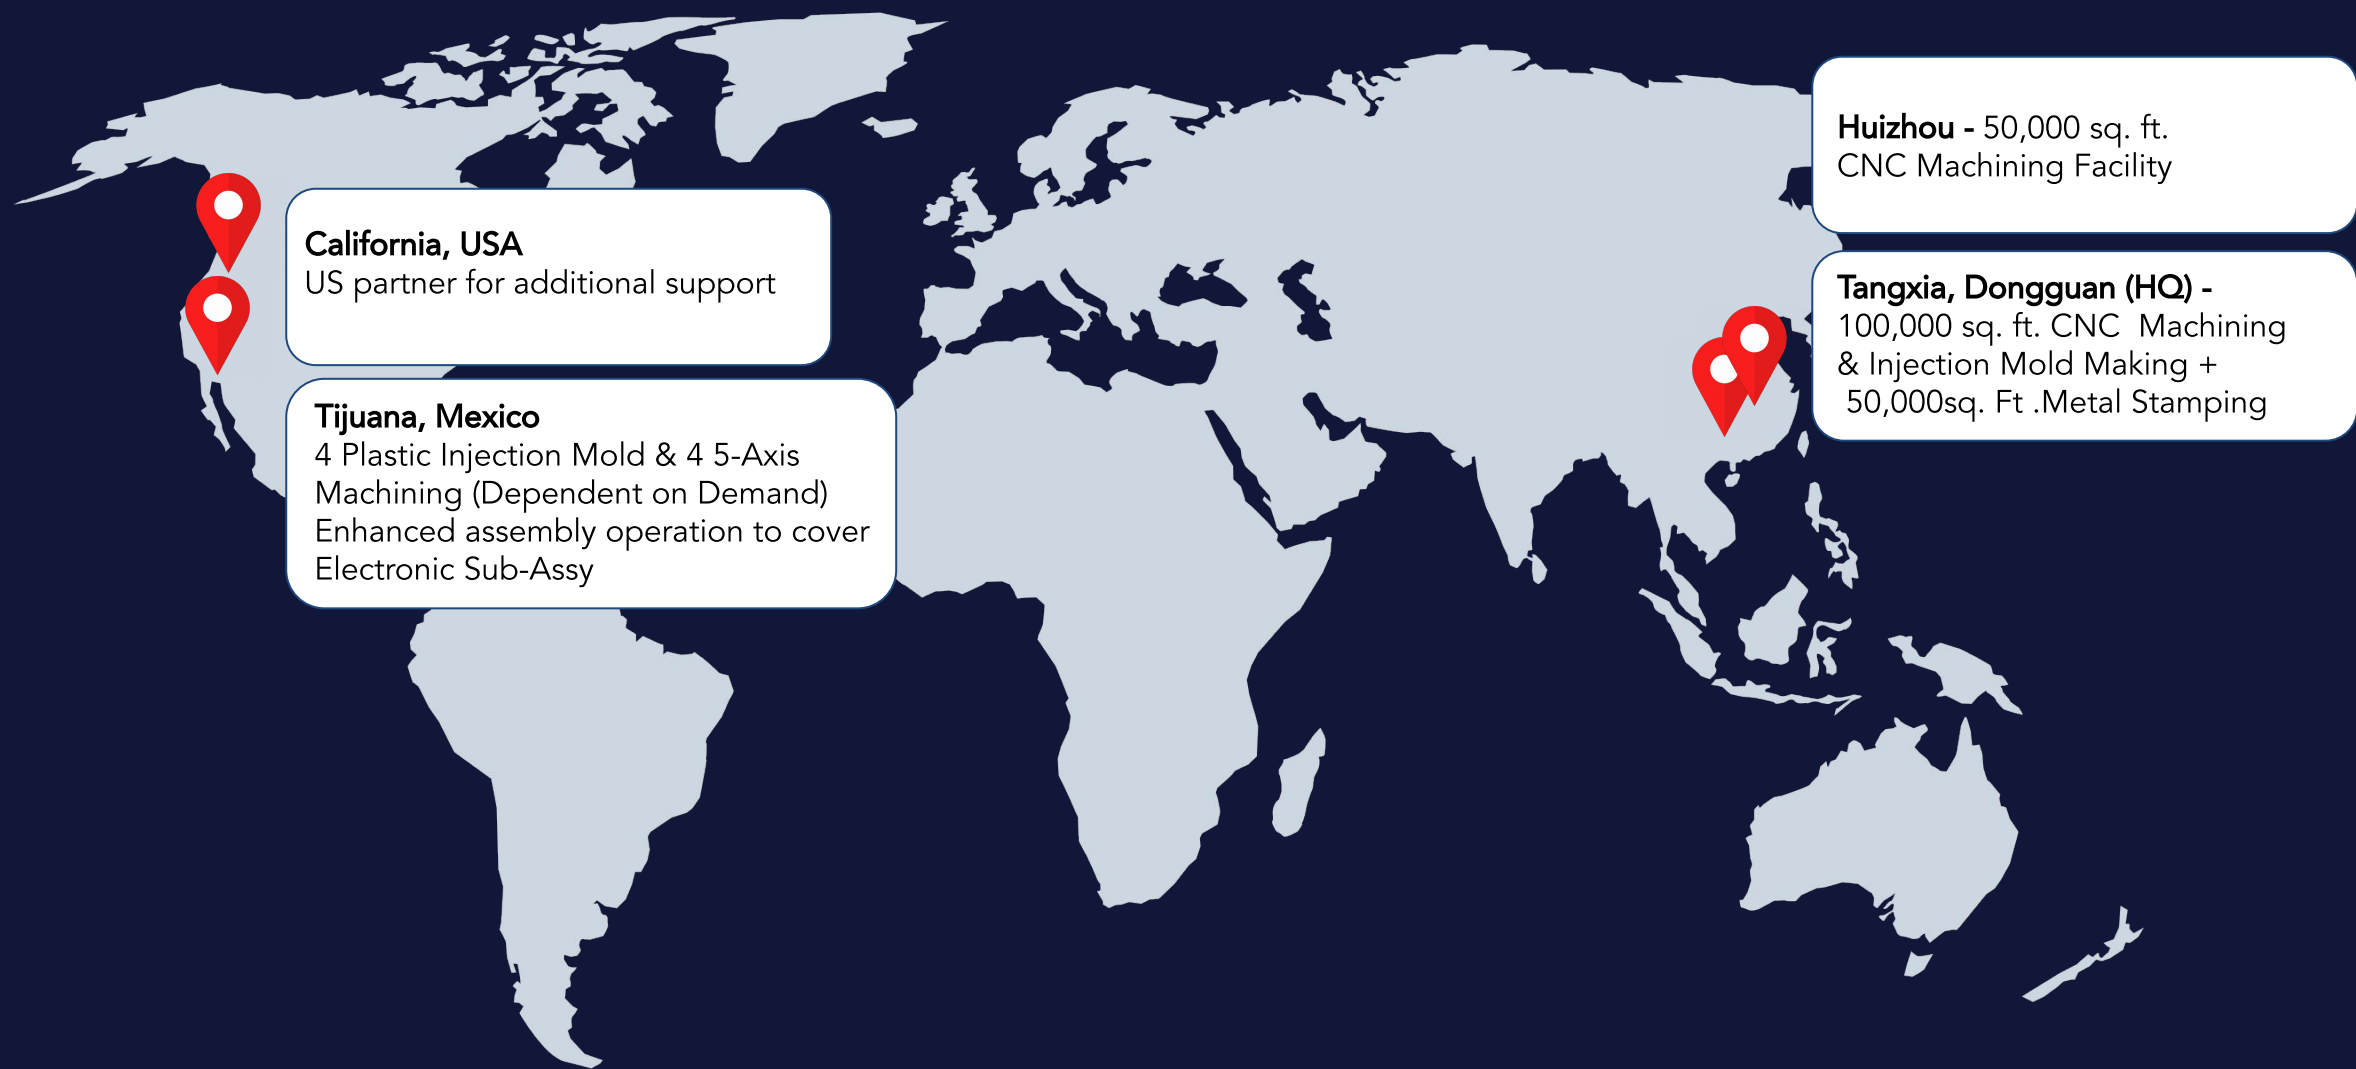 California, USA
US partner for additional support
Tijuana, Mexico
4 Plastic Injection Mold & 4 5-Axis
Machining (Dependent on Demand)
Enhanced assembly operation to cover
Electronic Sub-Assy
Huizhou - 50,000 sq. ft.
CNC Machining Facility
Tangxia, Dongguan (HQ) -
100,000 sq. ft. CNC  Machining
& Injection Mold Making +
50,000sq. Ft .Metal Stamping